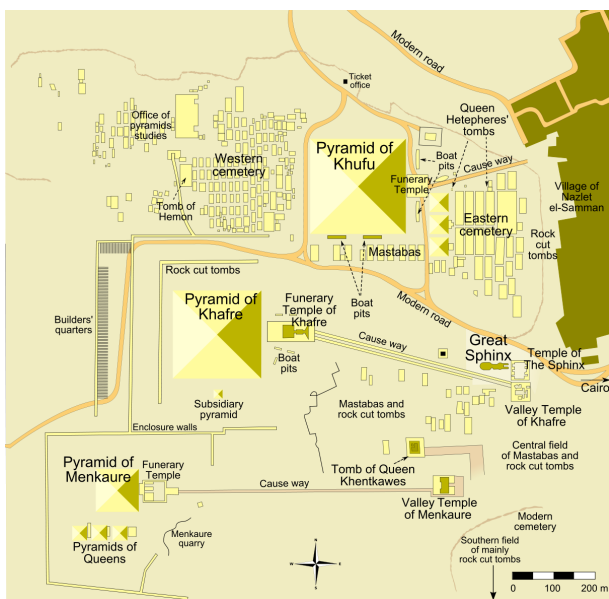 Modern road
Ticket
office
Office of
pyramids
studies
Queen
Hetepheres'
tombs
Pyramid of
Khufu
Boat
pits
Cause way
Western
cemetery
Funerary
Temple
Village of
Nazlet
el-Samman
Tomb of
Hemon
Eastern
cemetery
Rock
cut
tombs
Mastabas
Rock cut tombs
Boat
pits
Modern road
Pyramid of
Khafre
Funerary
Temple of
Khafre
Builders'
quarters
Cause way
Great
Sphinx
Temple of
The Sphinx
Boat
pits
Cairo
Subsidiary
pyramid
Mastabas and
rock cut tombs
Valley Temple
of Khafre
Enclosure walls
Central field
of Mastabas
and rock cut
tombs
Pyramid of
Menkaure
Funerary
Temple
Tomb of Queen
Khentkawes
Cause way
Valley Temple
of Menkaure
Modern
cemetery
Menkaure
quarry
Pyramids of
Queens
Southern field
of mainly
rock cut tombs
N
W
E
S
0
100
200 m